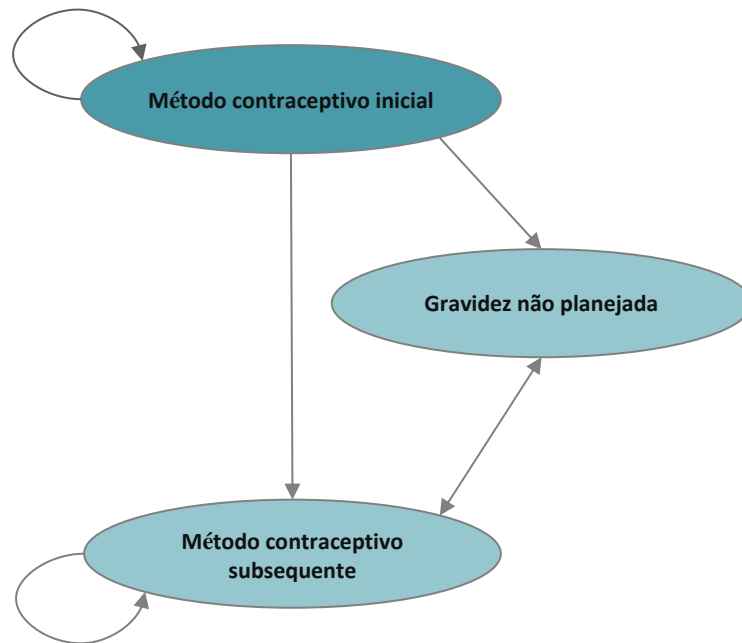 Método contraceptivo inicial
Gravidez não planejada
Método contraceptivo
subsequente